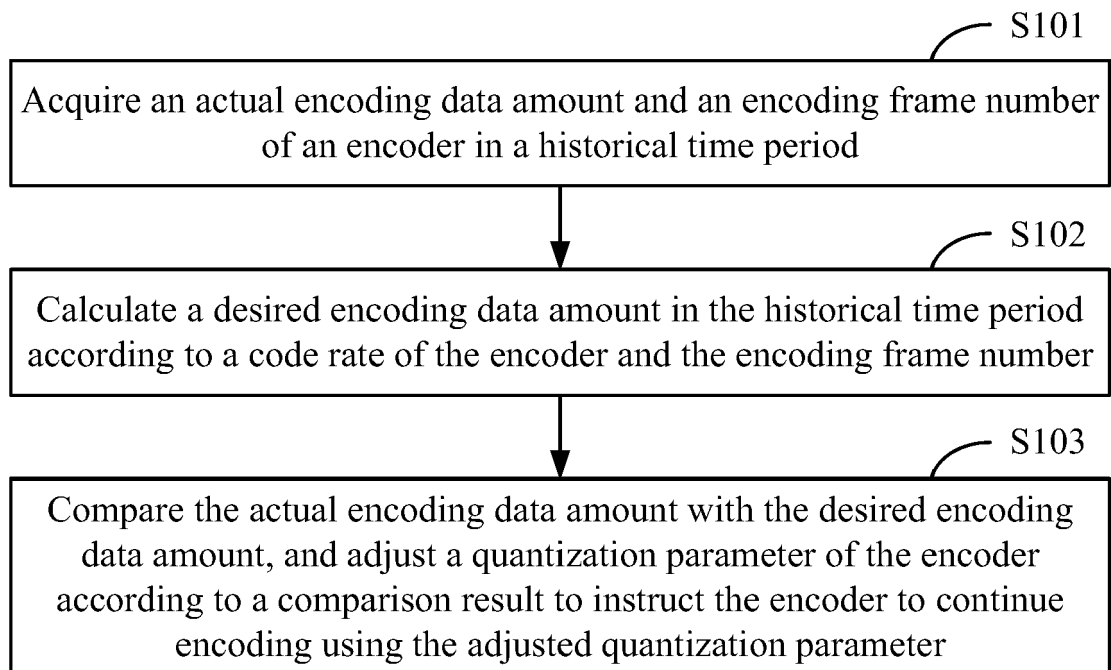 S101
Acquire an actual encoding data amount and an encoding frame number
of an encoder in a historical time period
S102
Calculate a desired encoding data amount in the historical time period
according to a code rate of the encoder and the encoding frame number
S103
Compare the actual encoding data amount with the desired encoding
data amount, and adjust a quantization parameter of the encoder
according to a comparison result to instruct the encoder to continue
encoding using the adjusted quantization parameter